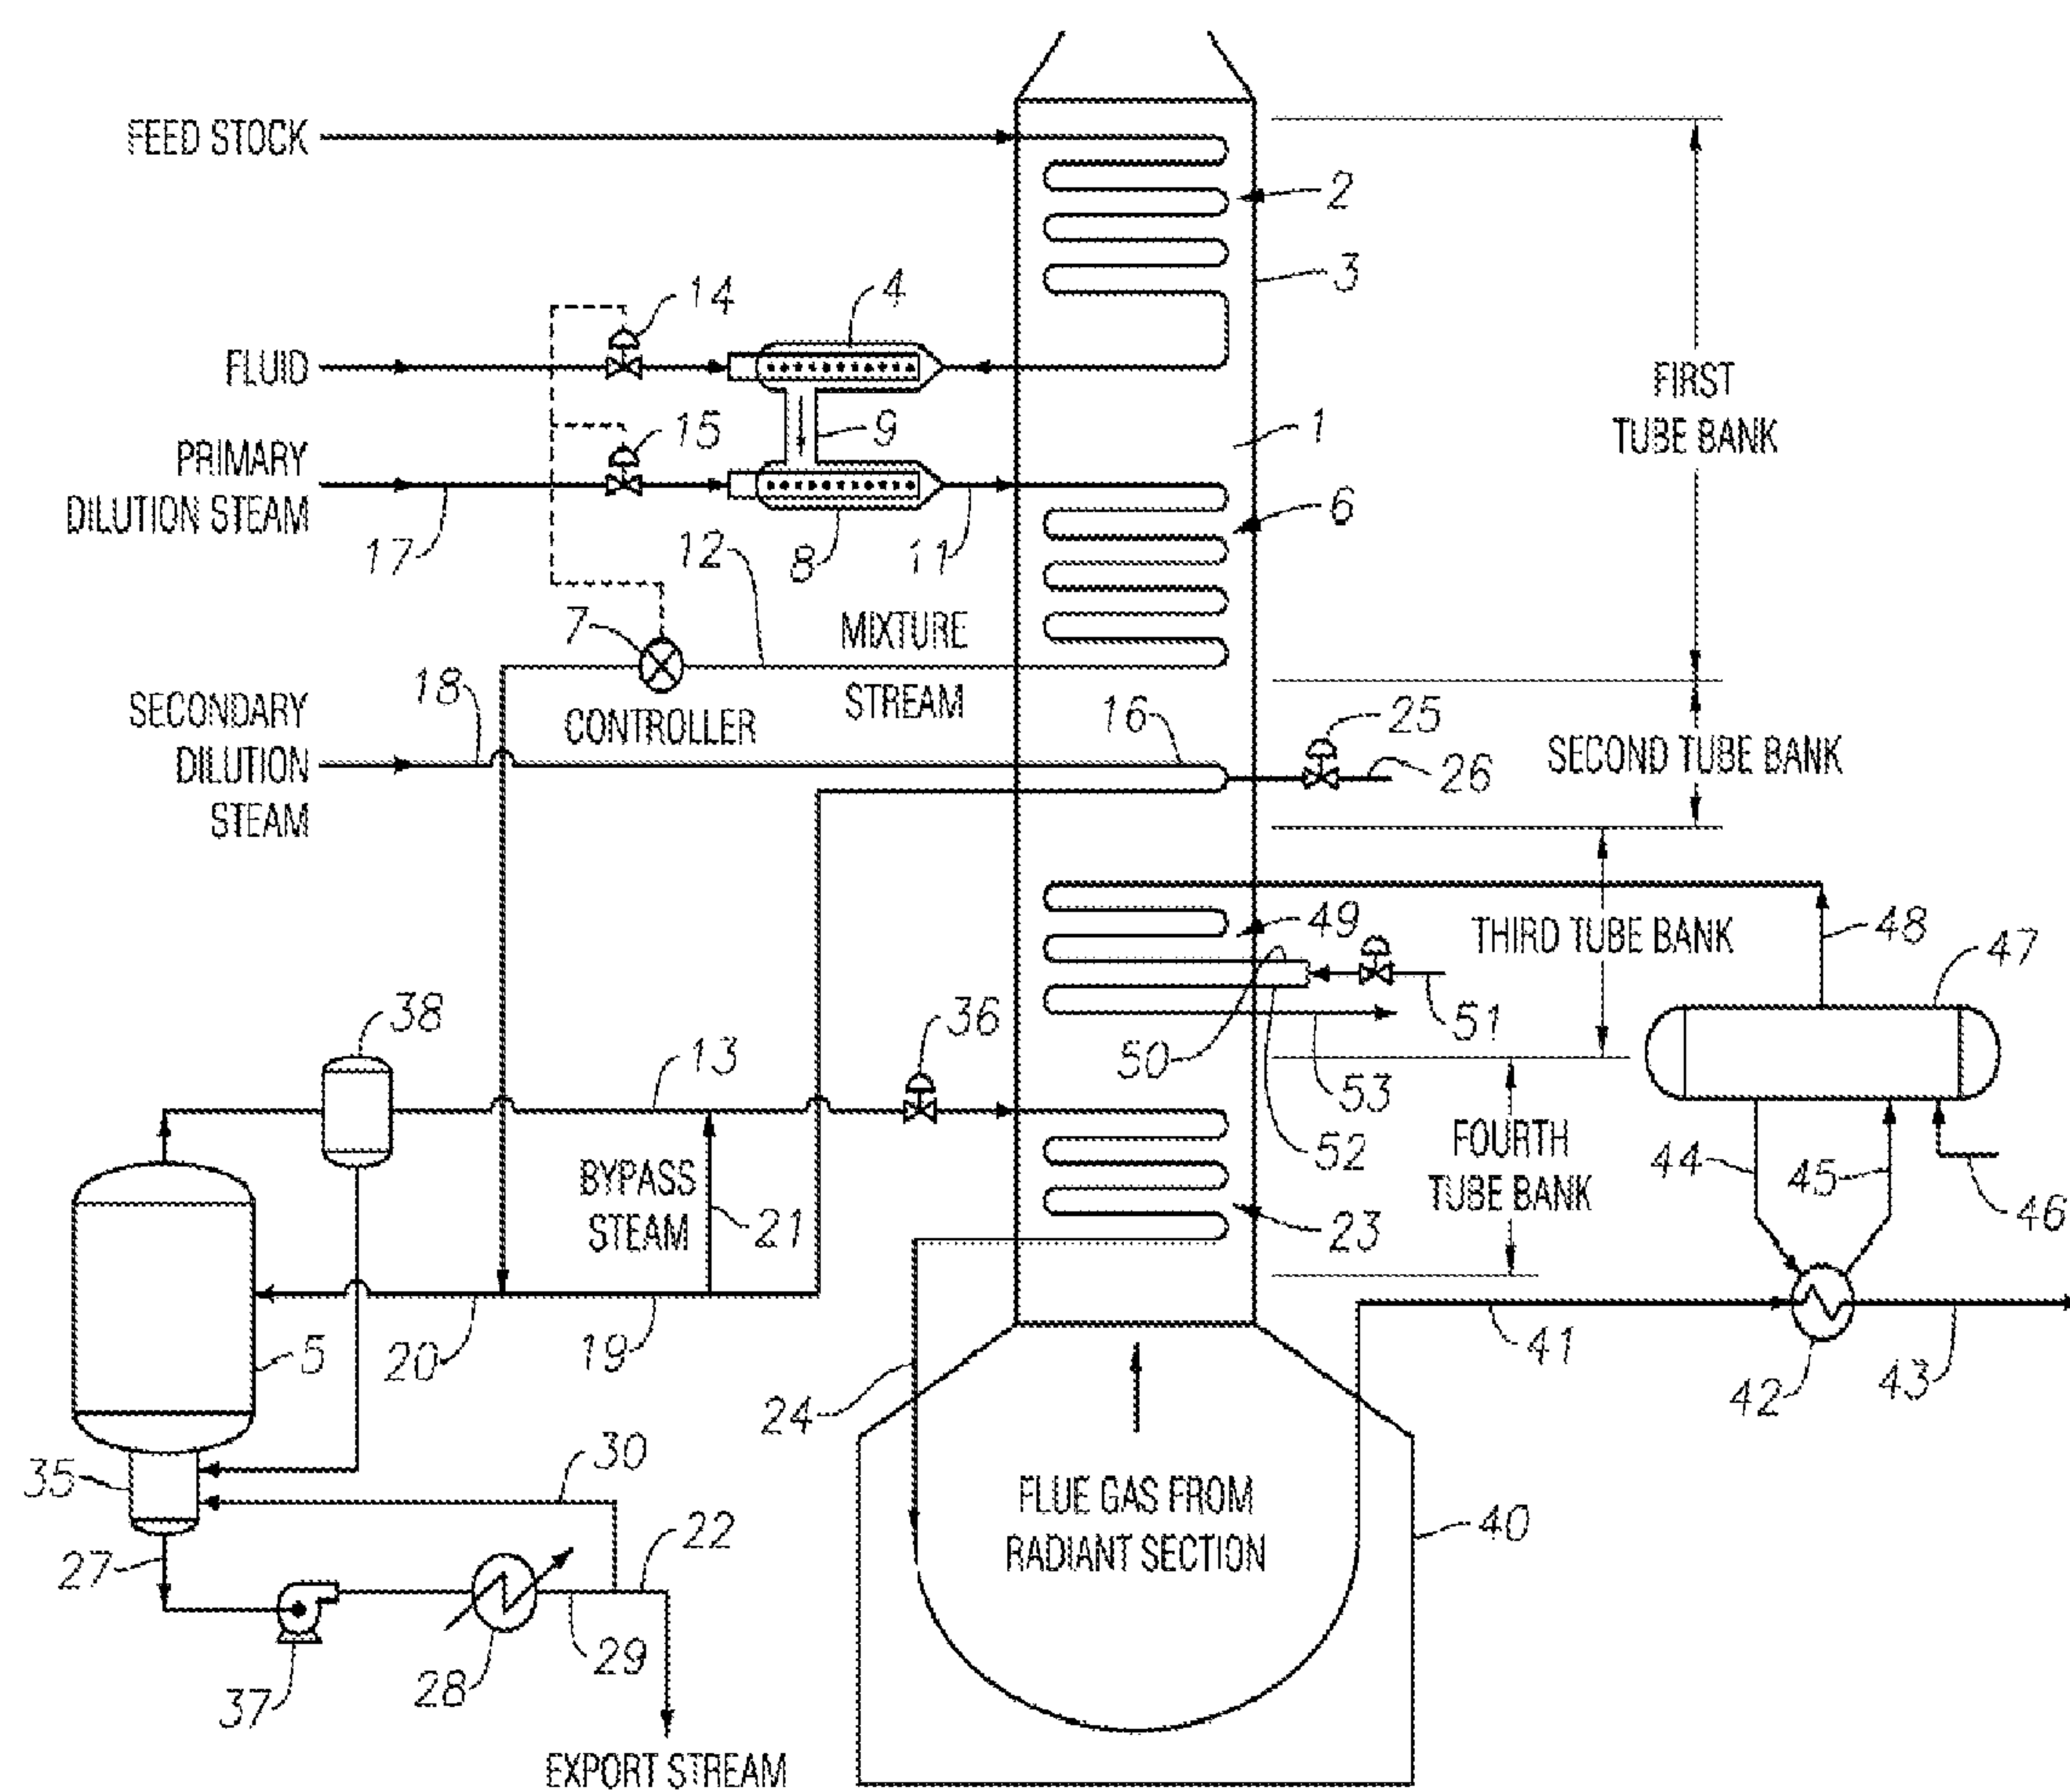 FEED STOCK
2
3
14
4
FLUID
FIRST
TUBE BANK
15
9
1
PRIMARY
DILUTION STEAM
6
17
12
8
11
7
MIXTURE
STREAM
SECONDARY
DILUTION
STEAM
18
CONTROLLER
16
25
SECOND TUBE BANK
26
49
THIRD TUBE BANK
48
47
38
13
36
50
51
53
52
FOURTH
TUBE BANK
44
45
46
BYPASS
STEAM
21
23
5
20
19
24
41
42
43
35
30
FLUE GAS FROM
RADIANT SECTION
40
27
22
37
28
29
EXPORT STREAM